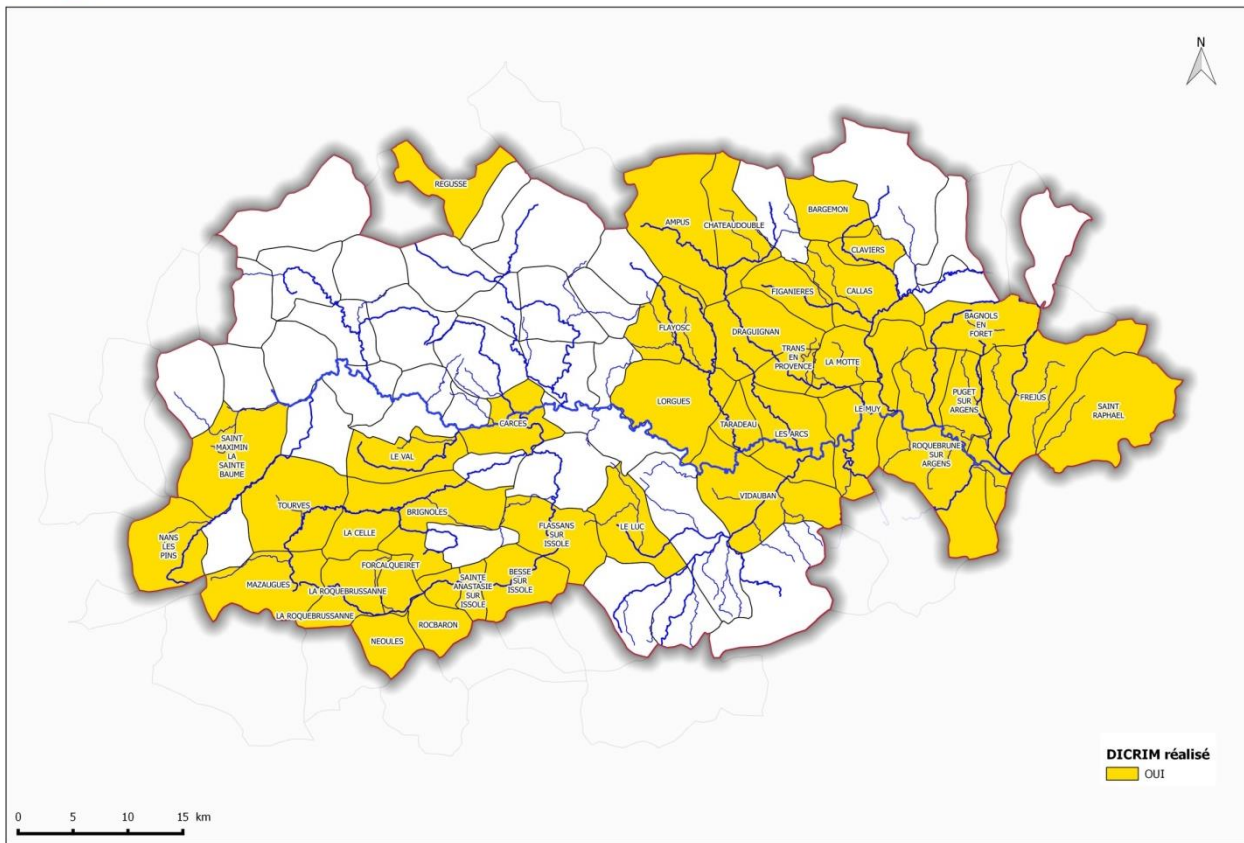 N
REGUSSE
BARGEMON
AMPUS
CHATEAUDOUBLE
CLAVIERS
FIGANIERES
CALLAS
BAGNOLS
EN
FORET
FLAYOSC
DRAGUIGNAN
TRANS
EN
PROVENCE
LA MOTTE
PUGET
SUR
ARGENS
FREJUS
SAINT
RAPHAEL
LORGUES
LE MUY
CARCES
TARADEAU
LES ARCS
ROQUEBRUNE
SUR
ARGENS
SAINT
MAXIMIN
LA
SAINTE
BAUME
LE VAL
VIDAUBAN
TOURVES
BRIGNOLES
FLASSANS
SUR
ISSOLE
LE LUC
NANS
LES
PINS
LA CELLE
FORCALQUEIRET
MAZAUGUES
LA ROQUEBRUSSANNE
SAINTE
ANASTASIE
SUR
ISSOLE
BESSE
SUR
ISSOLE
LA ROQUEBRUSSANNE
ROCBARON
NEOULES
DICRIM réalisé
OUI
0 5 10 15 km